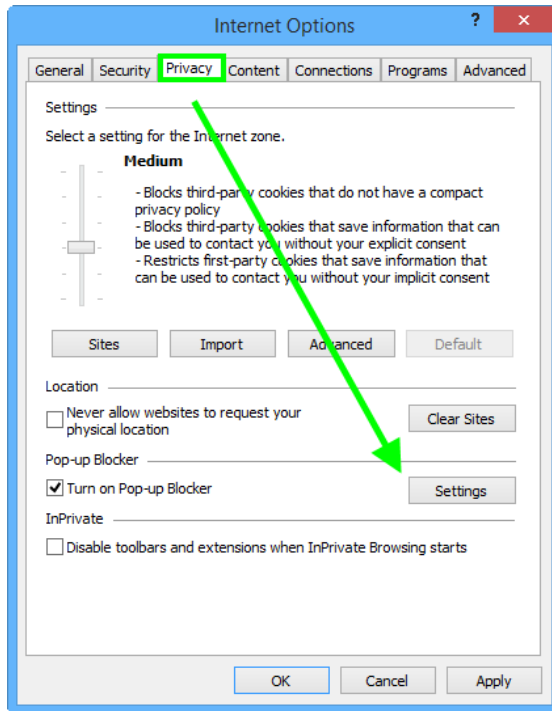 Internet Options
? ×
General Security Privacy Content Connections Programs Advanced
Settings
Select a setting for the Internet zone.
Medium
- Blocks third-party cookies that do not have a compact
privacy policy
- Blocks third-party cookies that save information that can
be used to contact you without your explicit consent
- Restricts first-party cookies that save information that
can be used to contact you without your implicit consent
Sites Import Advanced Default
Location
Never allow websites to request your
physical location
Clear Sites
Pop-up Blocker
Turn on Pop-up Blocker
Settings
InPrivate
Disable toolbars and extensions when InPrivate Browsing starts
OK Cancel Apply